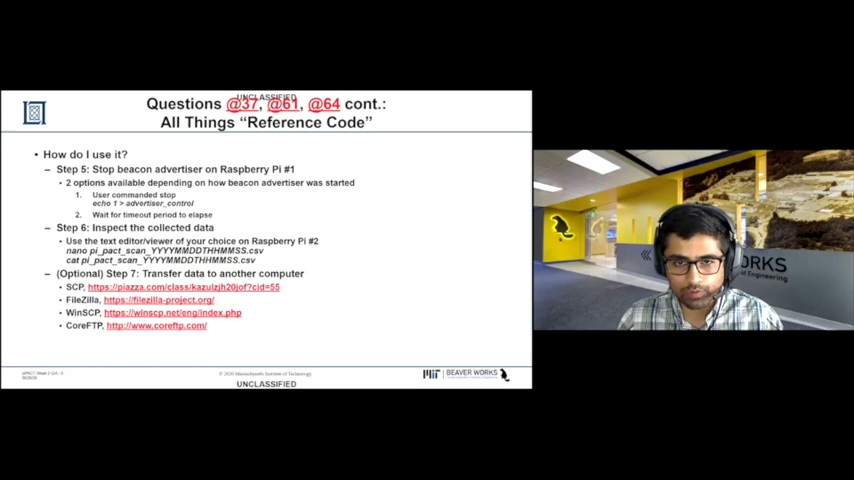 UNCLASSIFIED
Questions @37, @61, @64 cont.:
All Things “Reference Code”
• How do I use it?
– Step 5: Stop beacon advertiser on Raspberry Pi #1
• 2 options available depending on how beacon advertiser was started
1. User commanded stop
echo 1 > advertiser_control
2. Wait for timeout period to elapse
– Step 6: Inspect the collected data
• Use the text editor/viewer of your choice on Raspberry Pi #2
nano pi_pact_scan_YYYYMMDDTHHMMSS.csv
cat pi_pact_scan_YYYYMMDDTHHMMSS.csv
– (Optional) Step 7: Transfer data to another computer
• SCP, https://piazza.com/class/kazulzjh20jof?cid=55
• FileZilla, https://filezilla-project.org/
• WinSCP, https://winscp.net/eng/index.php
• CoreFTP, http://www.coreftp.com/
© 2020 Massachusetts Institute of Technology
MIT BEAVER WORKS
UNCLASSIFIED
ORKS